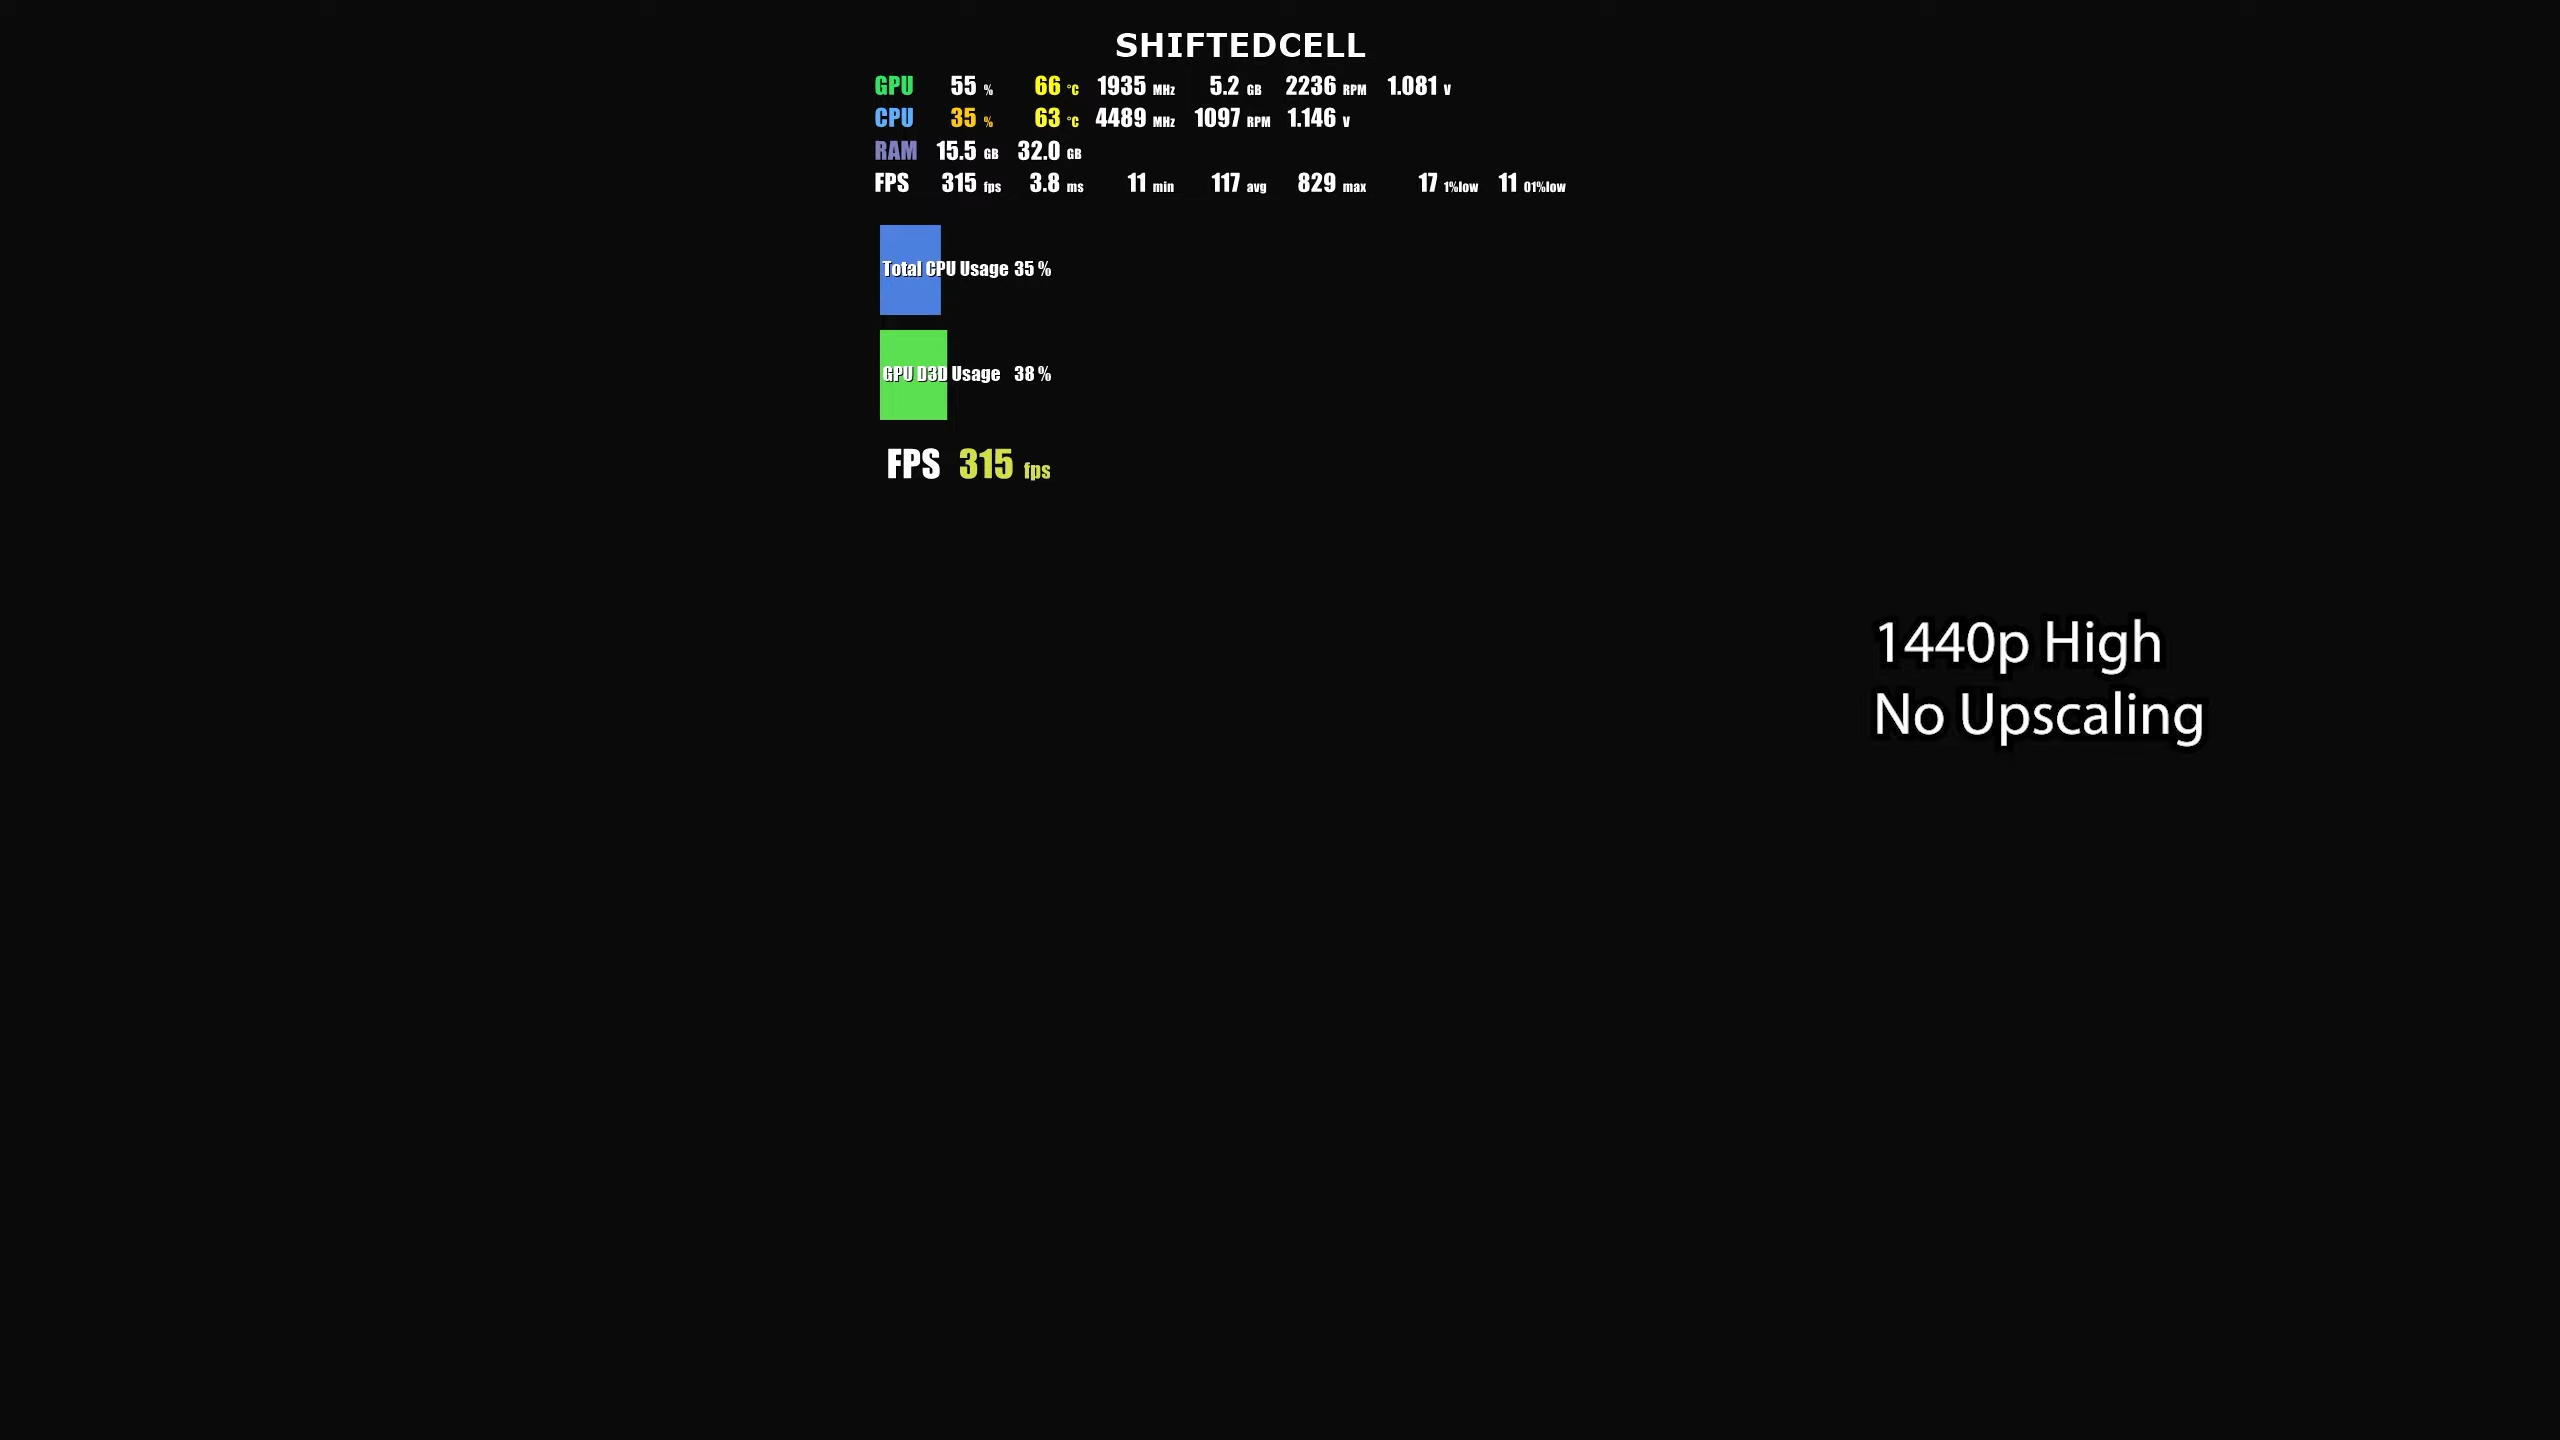 SHIFTEDCELL
GPU 55 % 66 °C 1935 MHz 5.2 GB 2236 RPM 1.081 V
CPU 35 % 63 °C 4489 MHz 1097 RPM 1.146 V
RAM 15.5 GB 32.0 GB
FPS 315 fps 3.8 ms 11 min 117 avg 829 max 17 1%low 11 01%low
Total CPU Usage 35 %
GPU D3D Usage 38 %
FPS 315 fps
1440p High
No Upscaling